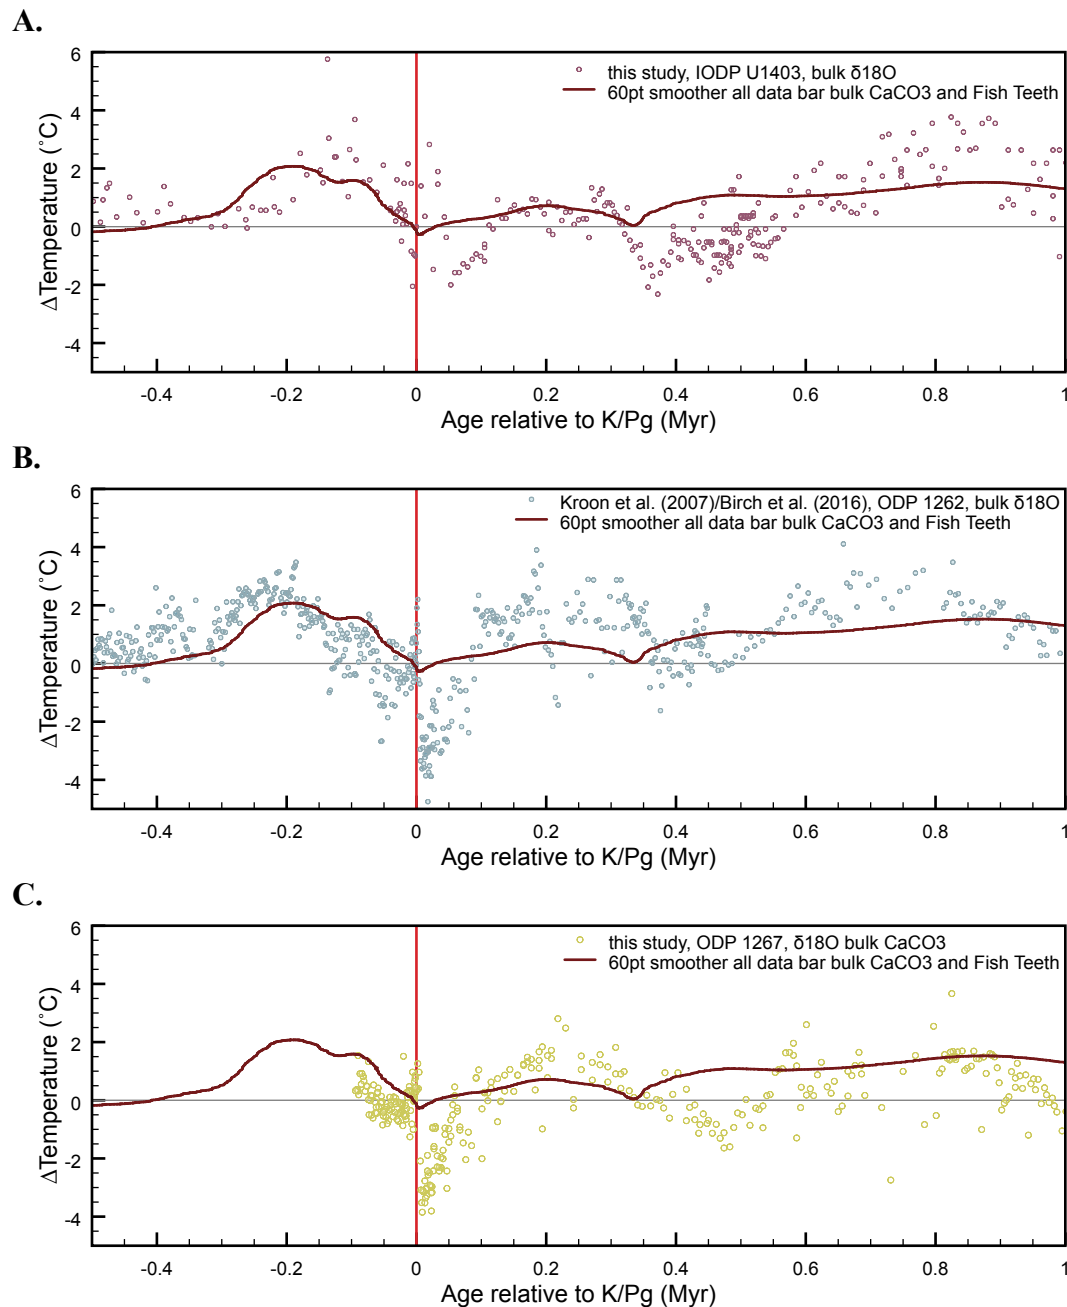 A.
6
this study, IODP U1403, bulk δ18O
60pt smoother all data bar bulk CaCO3 and Fish Teeth
4
2
0
-2
-4
ΔTemperature (˚C)
-0.4 -0.2 0 0.2 0.4 0.6 0.8 1
Age relative to K/Pg (Myr)
B.
6
Kroon et al. (2007)/Birch et al. (2016), ODP 1262, bulk δ18O
60pt smoother all data bar bulk CaCO3 and Fish Teeth
4
2
0
-2
-4
ΔTemperature (˚C)
-0.4 -0.2 0 0.2 0.4 0.6 0.8 1
Age relative to K/Pg (Myr)
C.
6
this study, ODP 1267, δ18O bulk CaCO3
60pt smoother all data bar bulk CaCO3 and Fish Teeth
4
2
0
-2
-4
ΔTemperature (˚C)
-0.4 -0.2 0 0.2 0.4 0.6 0.8 1
Age relative to K/Pg (Myr)